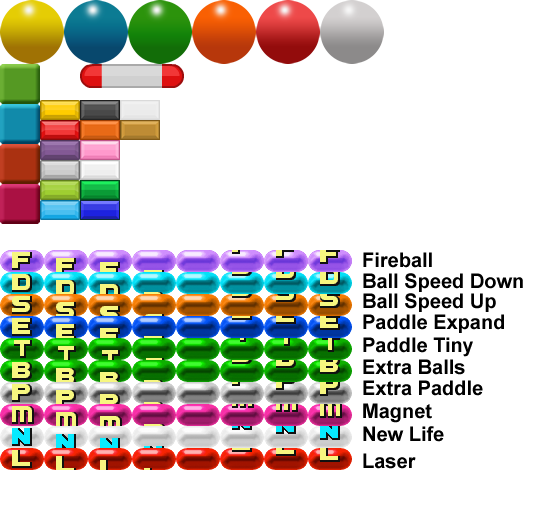 F F F F Fireball
D D D D Ball Speed Down
S S S S Ball Speed Up
E E E E Paddle Expand
T T T T Paddle Tiny
B B B B Extra Balls
P P P P Extra Paddle
M M M M Magnet
N N N N New Life
L L L L Laser